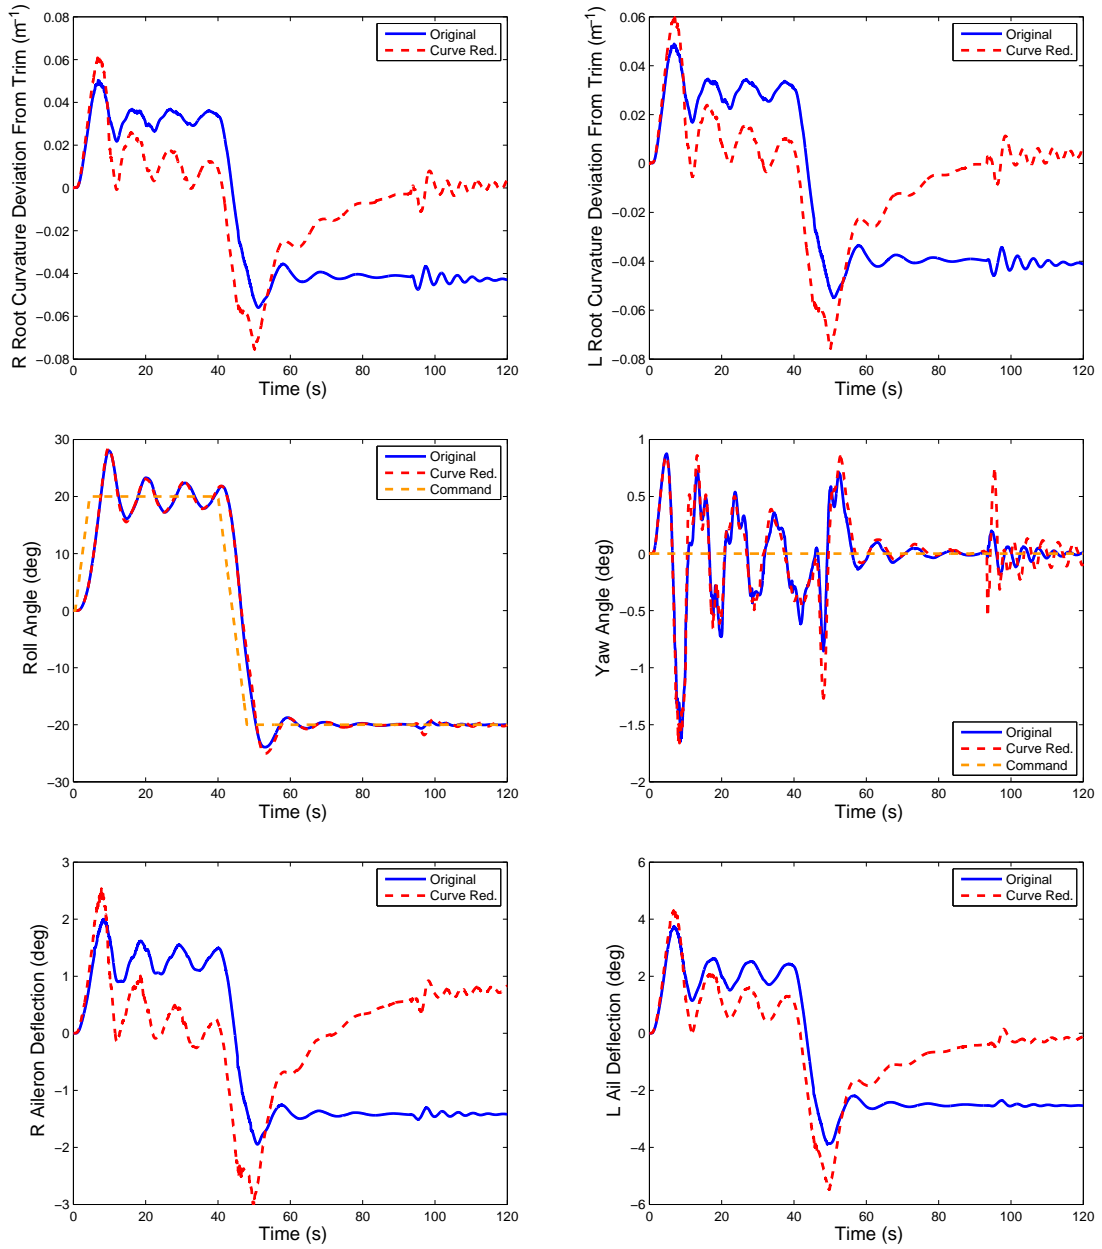 R Root Curvature Deviation From Trim (m⁻¹)
0.08
0.06
0.04
0.02
0
−0.02
−0.04
−0.06
−0.08
0 20 40 60 80 100 120
Time (s)
Original
Curve Red.
L Root Curvature Deviation From Trim (m⁻¹)
0.06
0.04
0.02
0
−0.02
−0.04
−0.06
−0.08
0 20 40 60 80 100 120
Time (s)
Original
Curve Red.
Roll Angle (deg)
30
20
10
0
−10
−20
−30
0 20 40 60 80 100 120
Time (s)
Original
Curve Red.
Command
Yaw Angle (deg)
1
0.5
0
−0.5
−1
−1.5
−2
0 20 40 60 80 100 120
Time (s)
Original
Curve Red.
Command
R Aileron Deflection (deg)
3
2
1
0
−1
−2
−3
0 20 40 60 80 100 120
Time (s)
Original
Curve Red.
L Ail Deflection (deg)
6
4
2
0
−2
−4
−6
0 20 40 60 80 100 120
Time (s)
Original
Curve Red.